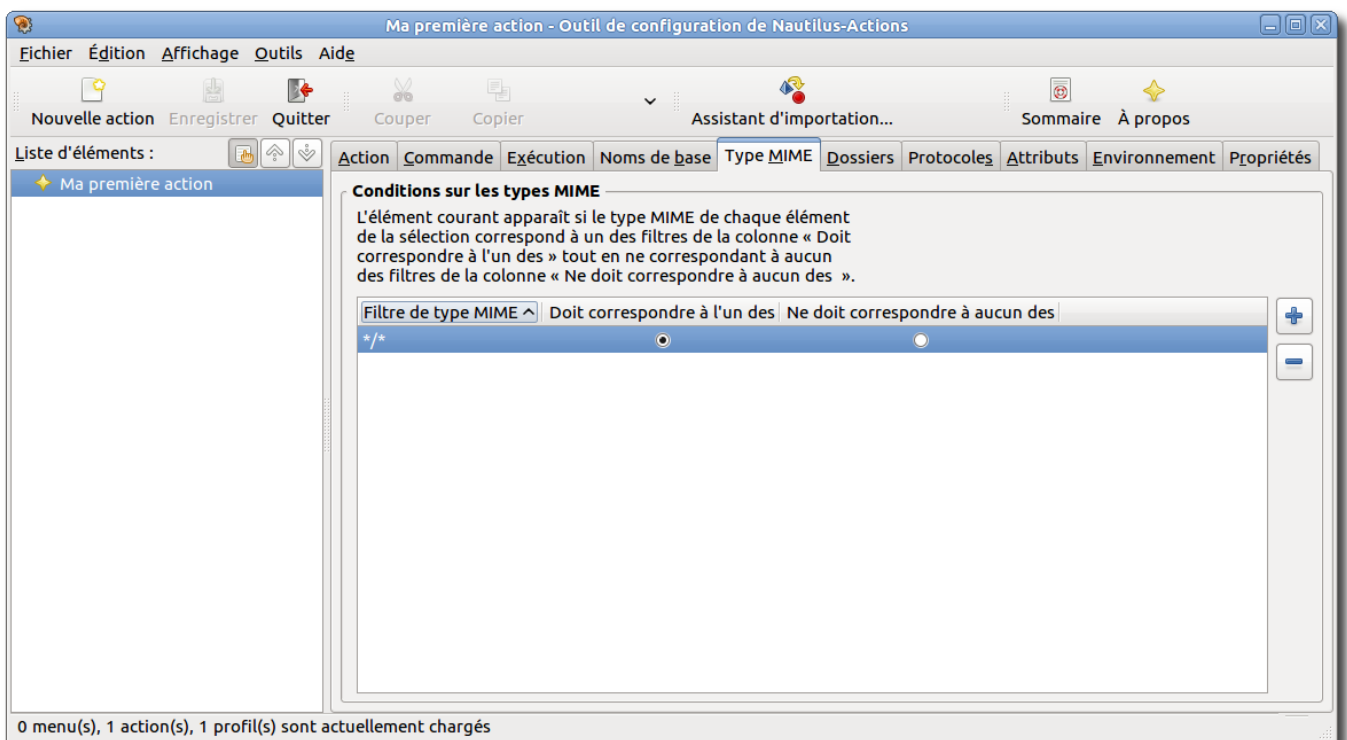 Ma première action - Outil de configuration de Nautilus-Actions
Fichier Édition Affichage Outils Aide
Nouvelle action Enregistrer Quitter Couper Copier Assistant d'importation... Sommaire À propos
Liste d'éléments :
Ma première action
Action Commande Exécution Noms de base Type MIME Dossiers Protocoles Attributs Environnement Propriétés
Conditions sur les types MIME
L'élément courant apparaît si le type MIME de chaque élément
de la sélection correspond à un des filtres de la colonne « Doit
correspondre à l'un des » tout en ne correspondant à aucun
des filtres de la colonne « Ne doit correspondre à aucun des  ».
Filtre de type MIME Doit correspondre à l'un des Ne doit correspondre à aucun des
*/*
0 menu(s), 1 action(s), 1 profil(s) sont actuellement chargés